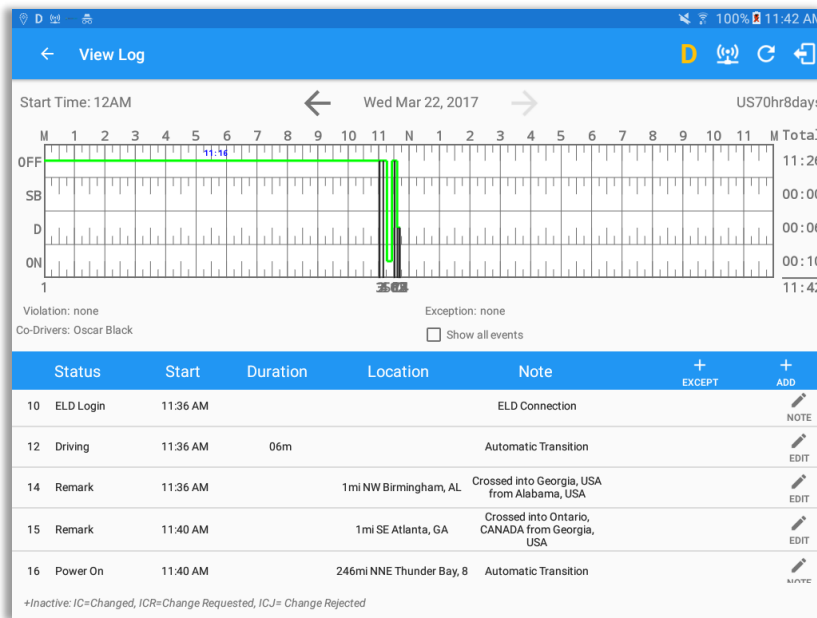 D 100% 11:42 AM
View Log D
Start Time: 12AM Wed Mar 22, 2017 US70hr8days
M 1 2 3 4 5 6 7 8 9 10 11 N 1 2 3 4 5 6 7 8 9 10 11 M Total
OFF 11:16 11:26
SB 00:00
D 00:06
ON 00:10
1 11:42
Violation: none Exception: none
Co-Drivers: Oscar Black Show all events
Status Start Duration Location Note + EXCEPT + ADD
10 ELD Login 11:36 AM ELD Connection NOTE
12 Driving 11:36 AM 06m Automatic Transition EDIT
14 Remark 11:36 AM 1mi NW Birmingham, AL Crossed into Georgia, USA
from Alabama, USA EDIT
Crossed into Ontario,
15 Remark 11:40 AM 1mi SE Atlanta, GA CANADA from Georgia,
USA EDIT
16 Power On 11:40 AM 246mi NNE Thunder Bay, 8 Automatic Transition NOTE
+Inactive: IC=Changed, ICR=Change Requested, ICJ= Change Rejected